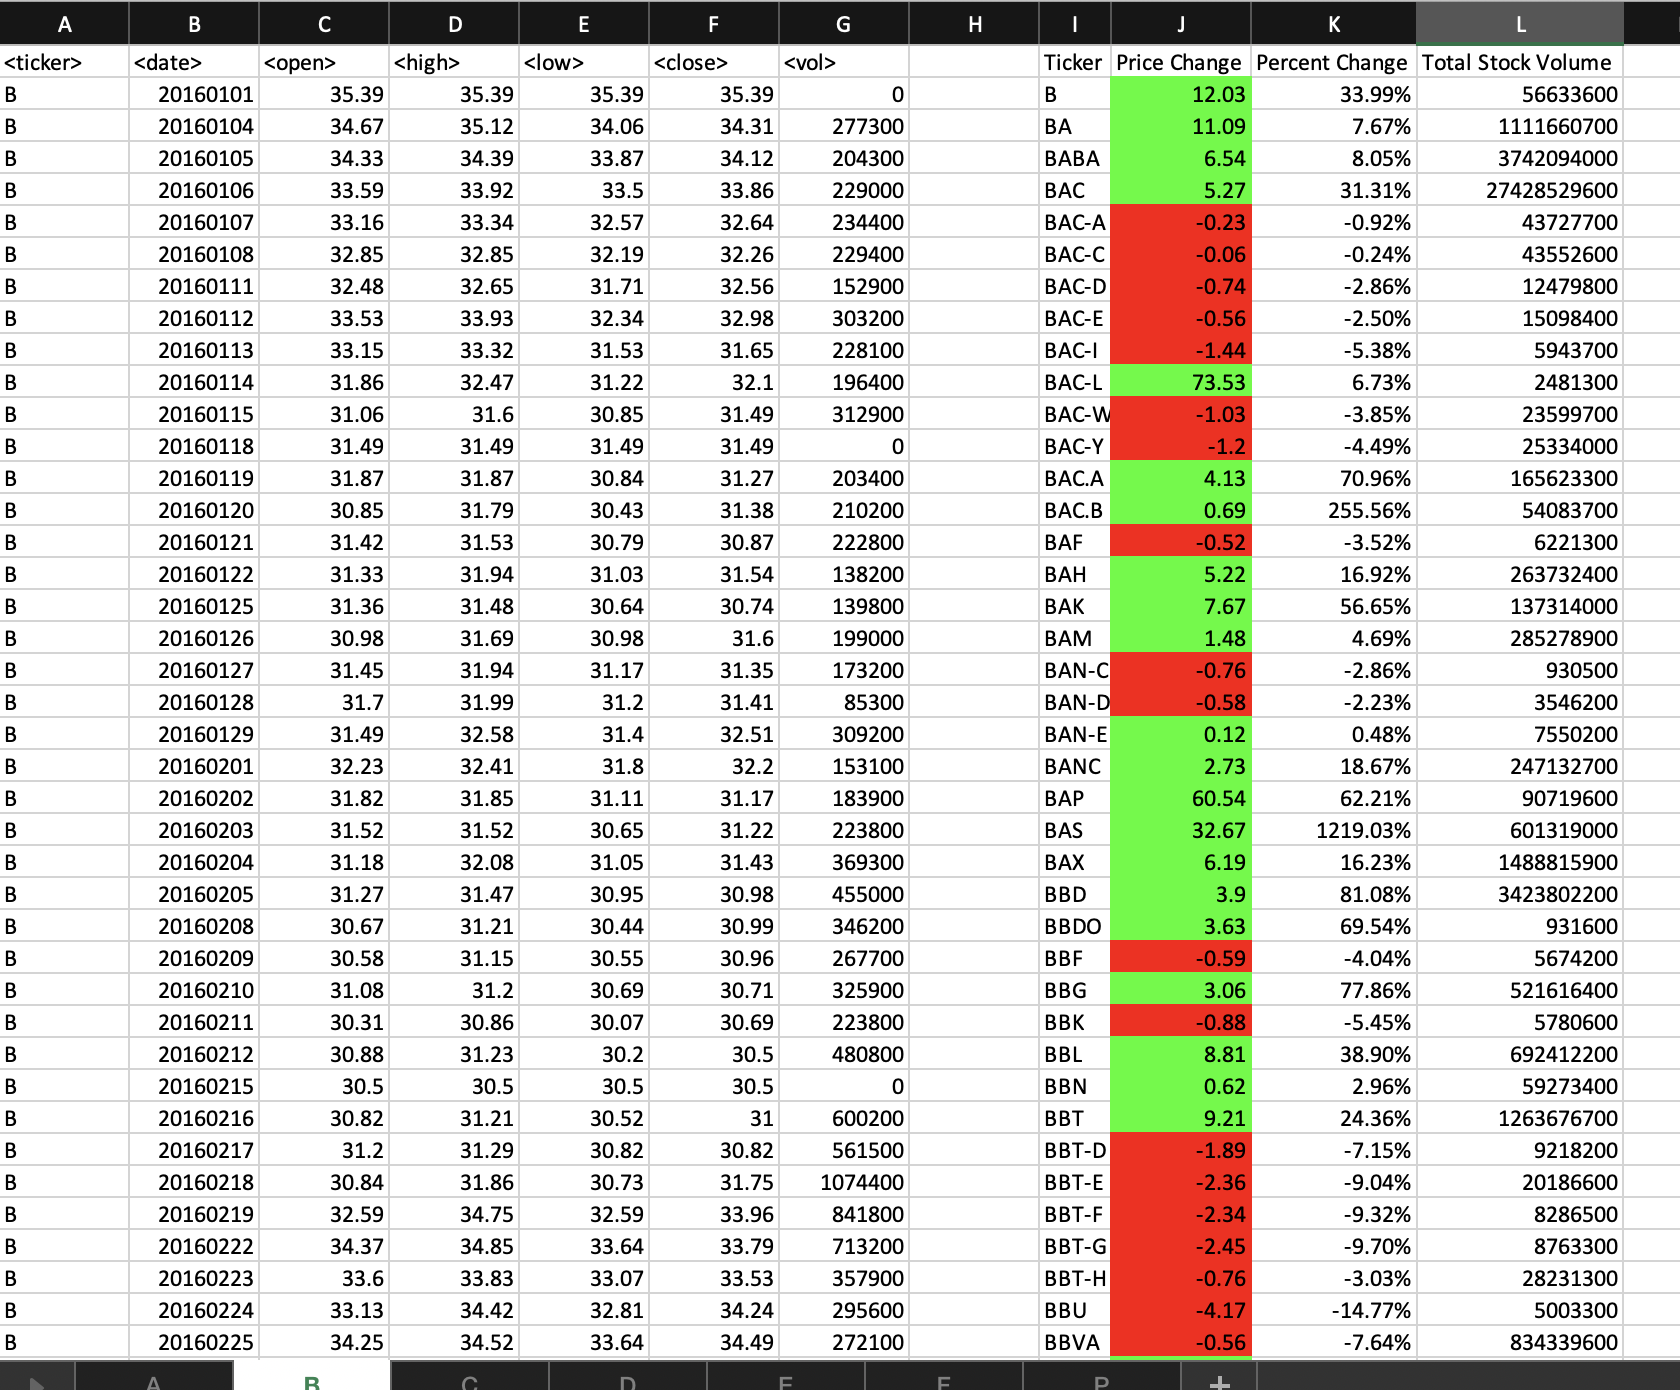 A B C D E F G H I J K L
<ticker> <date> <open> <high> <low> <close> <vol> Ticker Price Change Percent Change Total Stock Volume
B 20160101 35.39 35.39 35.39 35.39 0 B 12.03 33.99% 56633600
B 20160104 34.67 35.12 34.06 34.31 277300 BA 11.09 7.67% 1111660700
B 20160105 34.33 34.39 33.87 34.12 204300 BABA 6.54 8.05% 3742094000
B 20160106 33.59 33.92 33.5 33.86 229000 BAC 5.27 31.31% 27428529600
B 20160107 33.16 33.34 32.57 32.64 234400 BAC-A -0.23 -0.92% 43727700
B 20160108 32.85 32.85 32.19 32.26 229400 BAC-C -0.06 -0.24% 43552600
B 20160111 32.48 32.65 31.71 32.56 152900 BAC-D -0.74 -2.86% 12479800
B 20160112 33.53 33.93 32.34 32.98 303200 BAC-E -0.56 -2.50% 15098400
B 20160113 33.15 33.32 31.53 31.65 228100 BAC-I -1.44 -5.38% 5943700
B 20160114 31.86 32.47 31.22 32.1 196400 BAC-L 73.53 6.73% 2481300
B 20160115 31.06 31.6 30.85 31.49 312900 BAC-W -1.03 -3.85% 23599700
B 20160118 31.49 31.49 31.49 31.49 0 BAC-Y -1.2 -4.49% 25334000
B 20160119 31.87 31.87 30.84 31.27 203400 BAC.A 4.13 70.96% 165623300
B 20160120 30.85 31.79 30.43 31.38 210200 BAC.B 0.69 255.56% 54083700
B 20160121 31.42 31.53 30.79 30.87 222800 BAF -0.52 -3.52% 6221300
B 20160122 31.33 31.94 31.03 31.54 138200 BAH 5.22 16.92% 263732400
B 20160125 31.36 31.48 30.64 30.74 139800 BAK 7.67 56.65% 137314000
B 20160126 30.98 31.69 30.98 31.6 199000 BAM 1.48 4.69% 285278900
B 20160127 31.45 31.94 31.17 31.35 173200 BAN-C -0.76 -2.86% 930500
B 20160128 31.7 31.99 31.2 31.41 85300 BAN-D -0.58 -2.23% 3546200
B 20160129 31.49 32.58 31.4 32.51 309200 BAN-E 0.12 0.48% 7550200
B 20160201 32.23 32.41 31.8 32.2 153100 BANC 2.73 18.67% 247132700
B 20160202 31.82 31.85 31.11 31.17 183900 BAP 60.54 62.21% 90719600
B 20160203 31.52 31.52 30.65 31.22 223800 BAS 32.67 1219.03% 601319000
B 20160204 31.18 32.08 31.05 31.43 369300 BAX 6.19 16.23% 1488815900
B 20160205 31.27 31.47 30.95 30.98 455000 BBD 3.9 81.08% 3423802200
B 20160208 30.67 31.21 30.44 30.99 346200 BBDO 3.63 69.54% 931600
B 20160209 30.58 31.15 30.55 30.96 267700 BBF -0.59 -4.04% 5674200
B 20160210 31.08 31.2 30.69 30.71 325900 BBG 3.06 77.86% 521616400
B 20160211 30.31 30.86 30.07 30.69 223800 BBK -0.88 -5.45% 5780600
B 20160212 30.88 31.23 30.2 30.5 480800 BBL 8.81 38.90% 692412200
B 20160215 30.5 30.5 30.5 30.5 0 BBN 0.62 2.96% 59273400
B 20160216 30.82 31.21 30.52 31 600200 BBT 9.21 24.36% 1263676700
B 20160217 31.2 31.29 30.82 30.82 561500 BBT-D -1.89 -7.15% 9218200
B 20160218 30.84 31.86 30.73 31.75 1074400 BBT-E -2.36 -9.04% 20186600
B 20160219 32.59 34.75 32.59 33.96 841800 BBT-F -2.34 -9.32% 8286500
B 20160222 34.37 34.85 33.64 33.79 713200 BBT-G -2.45 -9.70% 8763300
B 20160223 33.6 33.83 33.07 33.53 357900 BBT-H -0.76 -3.03% 28231300
B 20160224 33.13 34.42 32.81 34.24 295600 BBU -4.17 -14.77% 5003300
B 20160225 34.25 34.52 33.64 34.49 272100 BBVA -0.56 -7.64% 834339600
A B C D